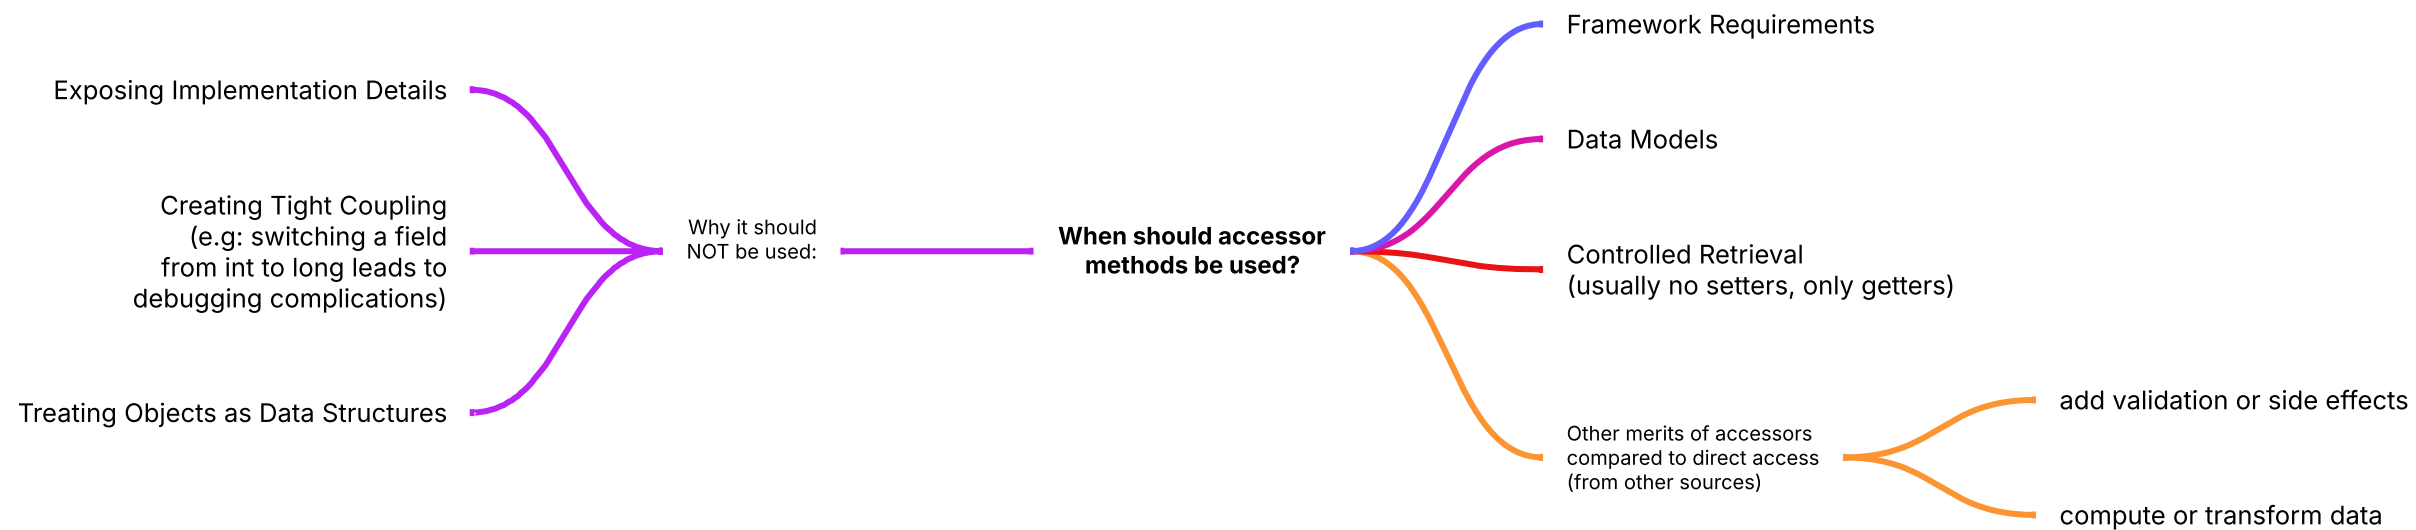 Exposing Implementation Details
Creating Tight Coupling
(e.g: switching a field
from int to long leads to
debugging complications)
Treating Objects as Data Structures
Why it should
NOT be used:
When should accessor
methods be used?
Framework Requirements
Data Models
Controlled Retrieval
(usually no setters, only getters)
Other merits of accessors
compared to direct access
(from other sources)
add validation or side effects
compute or transform data